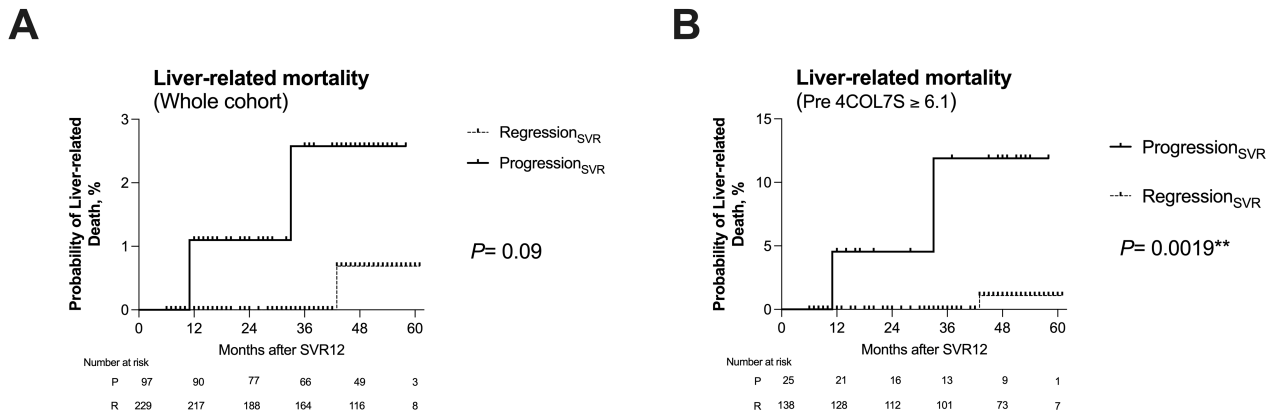 A
Liver-related mortality
(Whole cohort)
Probability of Liver-related
Death, %
3
2
1
0
0 12 24 36 48 60
Months after SVR12
Regression_SVR
Progression_SVR
P= 0.09
Number at risk
P 97 90 77 66 49 3
R 229 217 188 164 116 8
B
Liver-related mortality
(Pre 4COL7S ≥ 6.1)
Probability of Liver-related
Death, %
15
10
5
0
0 12 24 36 48 60
Months after SVR12
Progression_SVR
Regression_SVR
P= 0.0019**
Number at risk
P 25 21 16 13 9 1
R 138 128 112 101 73 7